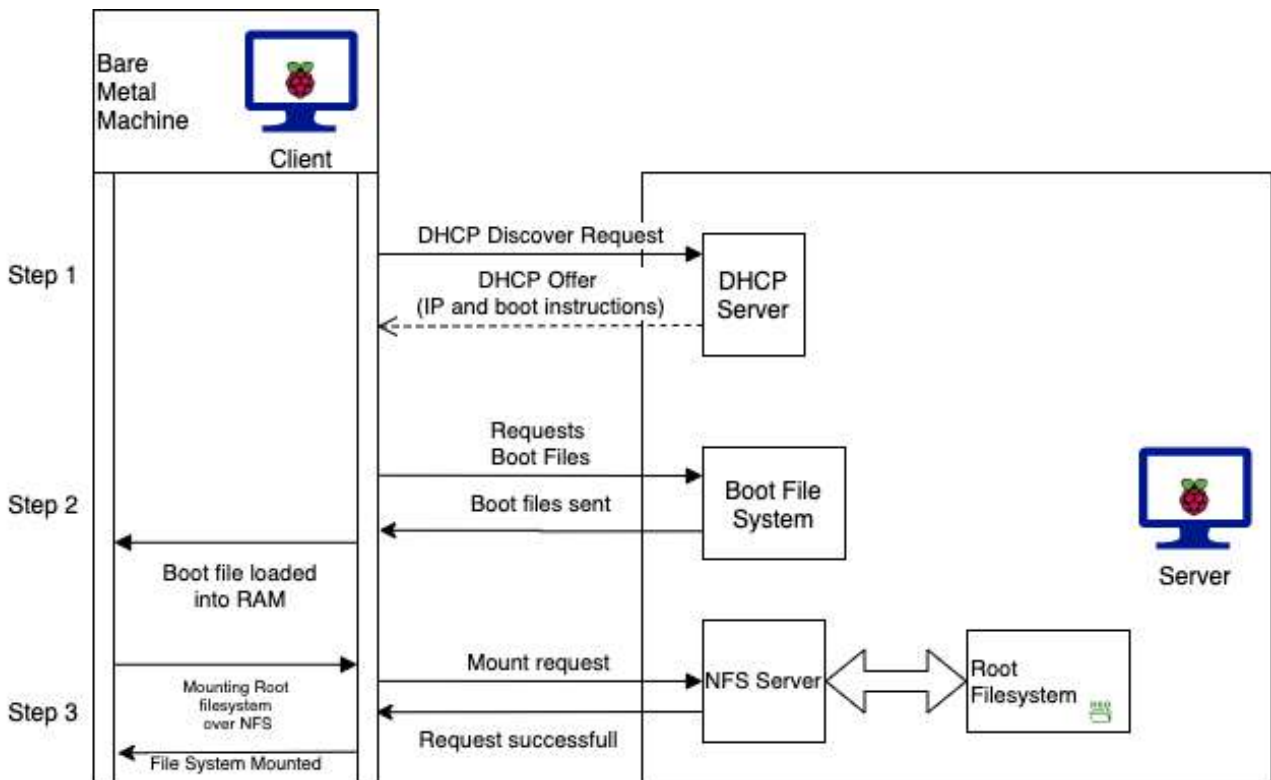 Bare
Metal
Machine
Client
Step 1
DHCP Discover Request
DHCP Offer
(IP and boot instructions)
DHCP
Server
Step 2
Requests
Boot Files
Boot files sent
Boot File
System
Boot file loaded
into RAM
Server
Step 3
Mounting Root
filesystem
over NFS
File System Mounted
Mount request
Request successfull
NFS Server
Root
Filesystem